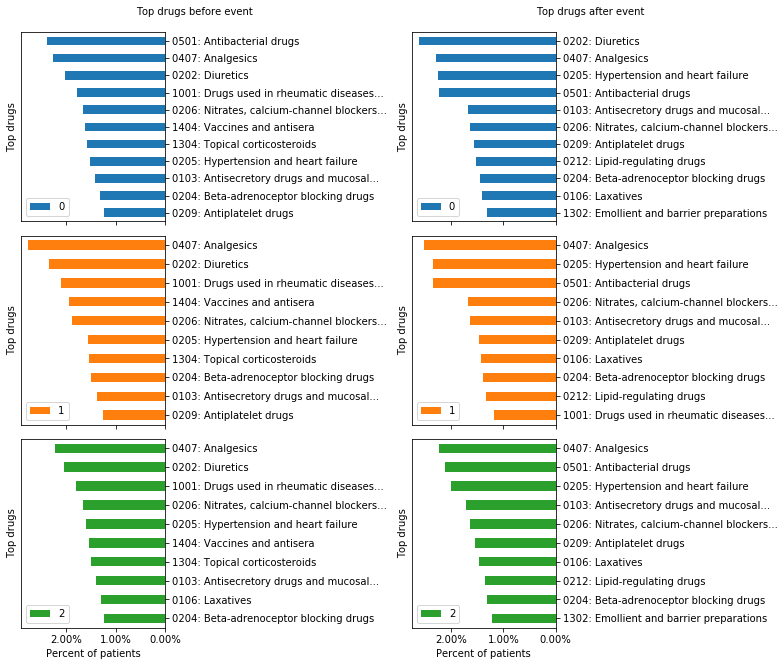 Top drugs before event
Top drugs
0501: Antibacterial drugs
0407: Analgesics
0202: Diuretics
1001: Drugs used in rheumatic diseases...
0206: Nitrates, calcium-channel blockers...
1404: Vaccines and antisera
1304: Topical corticosteroids
0205: Hypertension and heart failure
0103: Antisecretory drugs and mucosal...
0204: Beta-adrenoceptor blocking drugs
0209: Antiplatelet drugs
0
Top drugs
0407: Analgesics
0202: Diuretics
1001: Drugs used in rheumatic diseases...
1404: Vaccines and antisera
0206: Nitrates, calcium-channel blockers...
0205: Hypertension and heart failure
1304: Topical corticosteroids
0204: Beta-adrenoceptor blocking drugs
0103: Antisecretory drugs and mucosal...
0209: Antiplatelet drugs
1
Top drugs
0407: Analgesics
0202: Diuretics
1001: Drugs used in rheumatic diseases...
0206: Nitrates, calcium-channel blockers...
0205: Hypertension and heart failure
1404: Vaccines and antisera
1304: Topical corticosteroids
0103: Antisecretory drugs and mucosal...
0106: Laxatives
0204: Beta-adrenoceptor blocking drugs
2
2.00% 1.00% 0.00%
Percent of patients
Top drugs after event
Top drugs
0202: Diuretics
0407: Analgesics
0205: Hypertension and heart failure
0501: Antibacterial drugs
0103: Antisecretory drugs and mucosal...
0206: Nitrates, calcium-channel blockers...
0209: Antiplatelet drugs
0212: Lipid-regulating drugs
0204: Beta-adrenoceptor blocking drugs
0106: Laxatives
1302: Emollient and barrier preparations
0
Top drugs
0407: Analgesics
0205: Hypertension and heart failure
0501: Antibacterial drugs
0206: Nitrates, calcium-channel blockers...
0103: Antisecretory drugs and mucosal...
0209: Antiplatelet drugs
0106: Laxatives
0204: Beta-adrenoceptor blocking drugs
0212: Lipid-regulating drugs
1001: Drugs used in rheumatic diseases...
1
Top drugs
0407: Analgesics
0501: Antibacterial drugs
0205: Hypertension and heart failure
0103: Antisecretory drugs and mucosal...
0206: Nitrates, calcium-channel blockers...
0209: Antiplatelet drugs
0106: Laxatives
0212: Lipid-regulating drugs
0204: Beta-adrenoceptor blocking drugs
1302: Emollient and barrier preparations
2
2.00% 1.00% 0.00%
Percent of patients